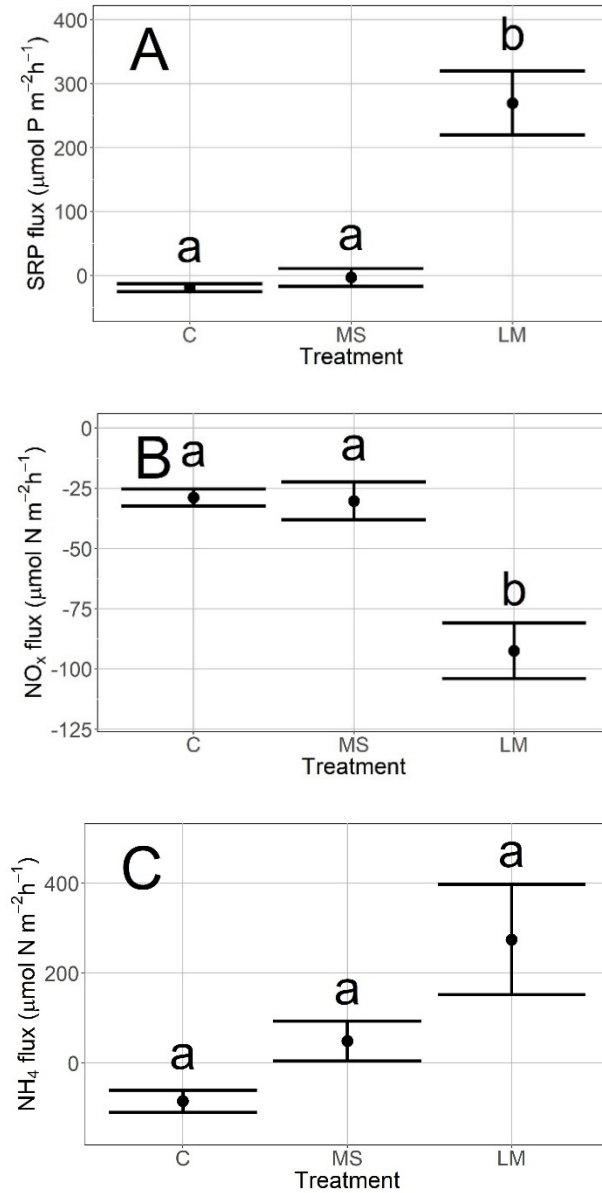 A
b
a
a
400
300
200
100
0
SRP flux (μmol P m⁻²h⁻¹)
C MS LM
Treatment
B
a
a
b
0
-25
-50
-75
-100
-125
NOₓ flux (μmol N m⁻²h⁻¹)
C MS LM
Treatment
C
a
a
a
400
200
0
NH₄ flux (μmol N m⁻²h⁻¹)
C MS LM
Treatment